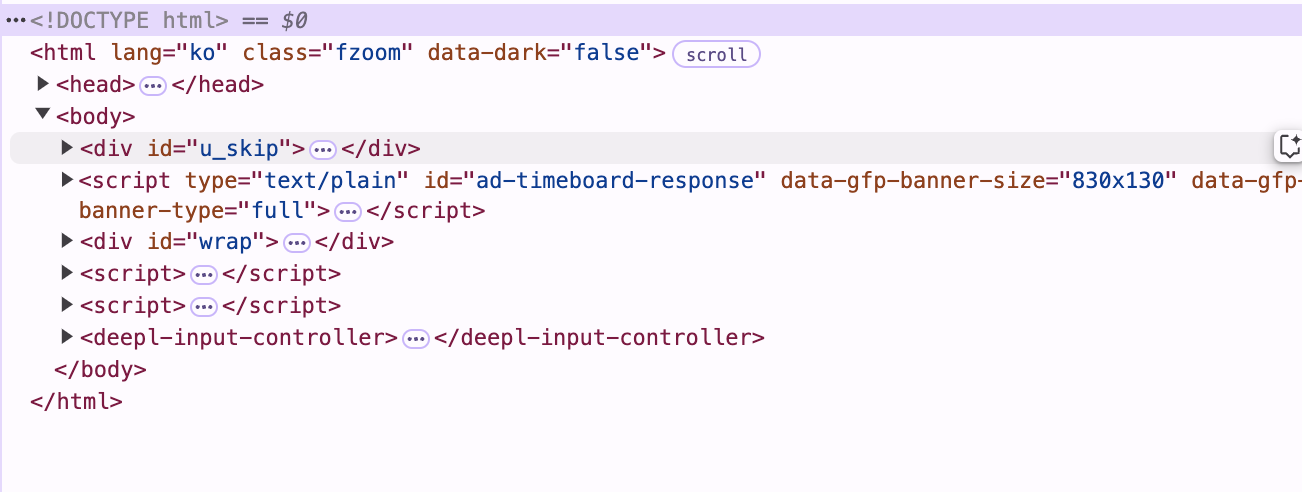 <!DOCTYPE html> == $0
<html lang="ko" class="fzoom" data-dark="false"> scroll
<head> ••• </head>
<body>
<div id="u_skip"> ••• </div>
<script type="text/plain" id="ad-timeboard-response" data-gfp-banner-size="830x130" data-gfp-
banner-type="full"> ••• </script>
<div id="wrap"> ••• </div>
<script> ••• </script>
<script> ••• </script>
<deepl-input-controller> ••• </deepl-input-controller>
</body>
</html>